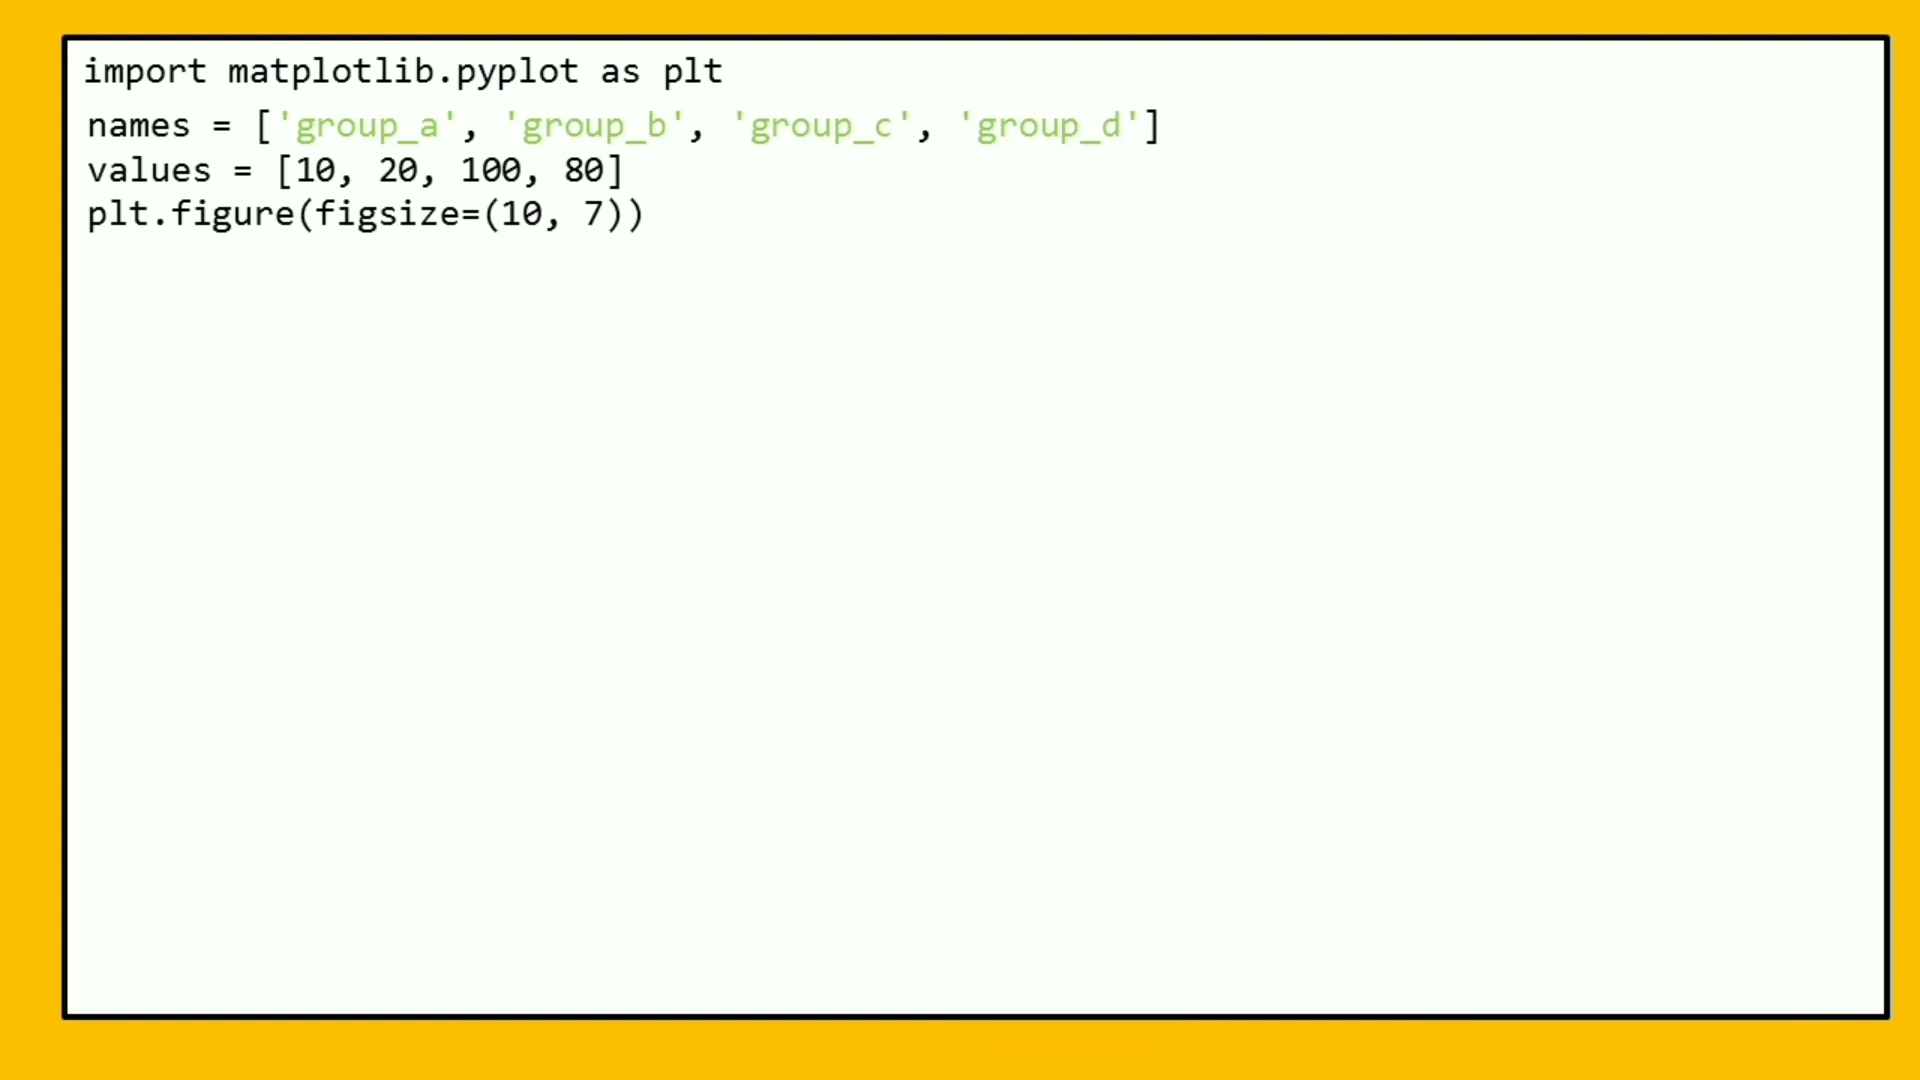 import matplotlib.pyplot as plt
names = ['group_a', 'group_b', 'group_c', 'group_d']
values = [10, 20, 100, 80]
plt.figure(figsize=(10, 7))